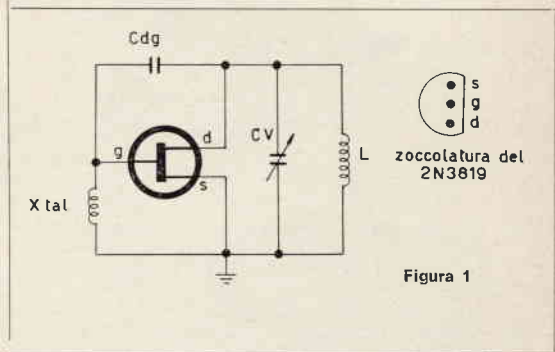 Cdg
g
d
s
CV
L
X tal
s
g
d
zoccolatura del
2N3819
Figura 1